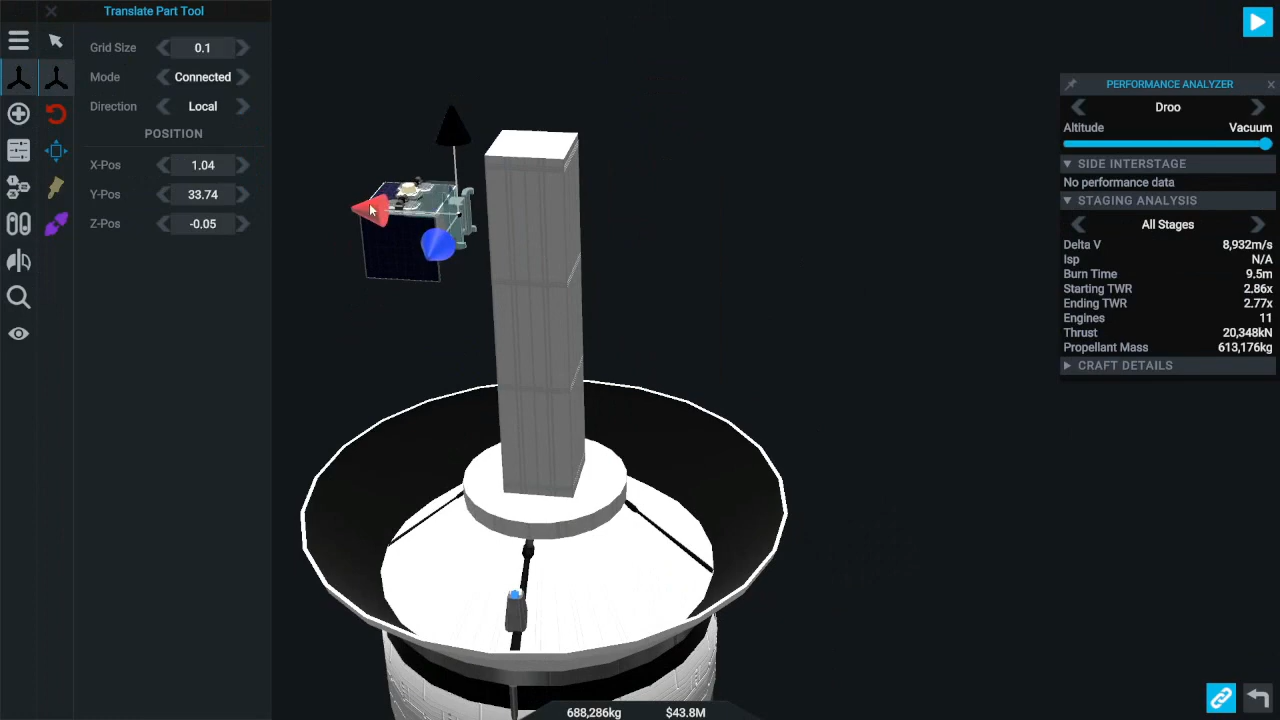 Translate Part Tool
Grid Size 0.1
Mode Connected
Direction Local
POSITION
X-Pos 1.04
Y-Pos 33.74
Z-Pos -0.05
PERFORMANCE ANALYZER
Droo
Altitude Vacuum
SIDE INTERSTAGE
No performance data
STAGING ANALYSIS
All Stages
Delta V 8,932m/s
Isp N/A
Burn Time 9.5m
Starting TWR 2.86x
Ending TWR 2.77x
Engines 11
Thrust 20,348kN
Propellant Mass 613,176kg
CRAFT DETAILS
688,286kg $43.8M